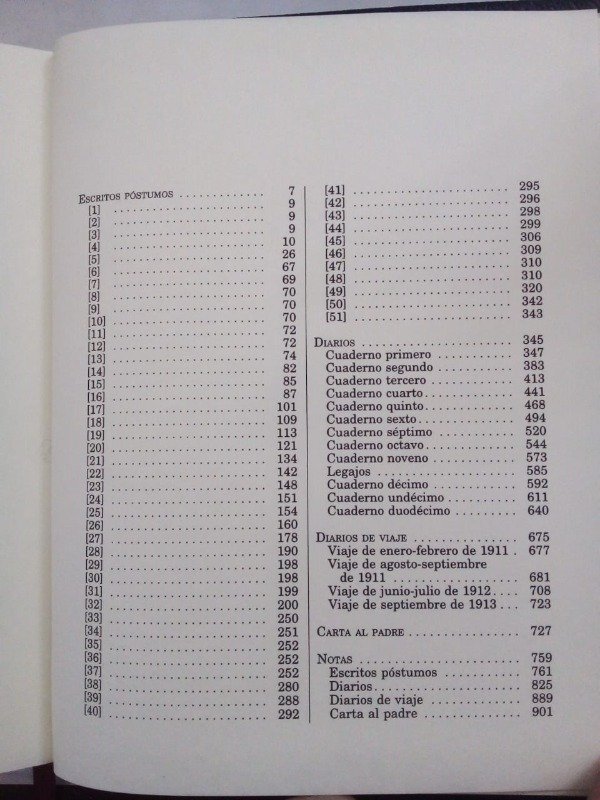 ESCRITOS PÓSTUMOS . . . . . . . . . . . . . 7
[1] . . . . . . . . . . . . . . . . . . . . . . . . 9
[2] . . . . . . . . . . . . . . . . . . . . . . . . 9
[3] . . . . . . . . . . . . . . . . . . . . . . . . 9
[4] . . . . . . . . . . . . . . . . . . . . . . . . 10
[5] . . . . . . . . . . . . . . . . . . . . . . . . 26
[6] . . . . . . . . . . . . . . . . . . . . . . . . 67
[7] . . . . . . . . . . . . . . . . . . . . . . . . 69
[8] . . . . . . . . . . . . . . . . . . . . . . . . 70
[9] . . . . . . . . . . . . . . . . . . . . . . . . 70
[10] . . . . . . . . . . . . . . . . . . . . . . . . 70
[11] . . . . . . . . . . . . . . . . . . . . . . . . 72
[12] . . . . . . . . . . . . . . . . . . . . . . . . 72
[13] . . . . . . . . . . . . . . . . . . . . . . . . 74
[14] . . . . . . . . . . . . . . . . . . . . . . . . 82
[15] . . . . . . . . . . . . . . . . . . . . . . . . 85
[16] . . . . . . . . . . . . . . . . . . . . . . . . 87
[17] . . . . . . . . . . . . . . . . . . . . . . . . 101
[18] . . . . . . . . . . . . . . . . . . . . . . . . 109
[19] . . . . . . . . . . . . . . . . . . . . . . . . 113
[20] . . . . . . . . . . . . . . . . . . . . . . . . 121
[21] . . . . . . . . . . . . . . . . . . . . . . . . 134
[22] . . . . . . . . . . . . . . . . . . . . . . . . 142
[23] . . . . . . . . . . . . . . . . . . . . . . . . 148
[24] . . . . . . . . . . . . . . . . . . . . . . . . 151
[25] . . . . . . . . . . . . . . . . . . . . . . . . 154
[26] . . . . . . . . . . . . . . . . . . . . . . . . 160
[27] . . . . . . . . . . . . . . . . . . . . . . . . 178
[28] . . . . . . . . . . . . . . . . . . . . . . . . 190
[29] . . . . . . . . . . . . . . . . . . . . . . . . 198
[30] . . . . . . . . . . . . . . . . . . . . . . . . 198
[31] . . . . . . . . . . . . . . . . . . . . . . . . 199
[32] . . . . . . . . . . . . . . . . . . . . . . . . 200
[33] . . . . . . . . . . . . . . . . . . . . . . . . 250
[34] . . . . . . . . . . . . . . . . . . . . . . . . 251
[35] . . . . . . . . . . . . . . . . . . . . . . . . 252
[36] . . . . . . . . . . . . . . . . . . . . . . . . 252
[37] . . . . . . . . . . . . . . . . . . . . . . . . 252
[38] . . . . . . . . . . . . . . . . . . . . . . . . 280
[39] . . . . . . . . . . . . . . . . . . . . . . . . 288
[40] . . . . . . . . . . . . . . . . . . . . . . . . 292
[41] . . . . . . . . . . . . . . . . . . . . . . . . 295
[42] . . . . . . . . . . . . . . . . . . . . . . . . 296
[43] . . . . . . . . . . . . . . . . . . . . . . . . 298
[44] . . . . . . . . . . . . . . . . . . . . . . . . 299
[45] . . . . . . . . . . . . . . . . . . . . . . . . 306
[46] . . . . . . . . . . . . . . . . . . . . . . . . 309
[47] . . . . . . . . . . . . . . . . . . . . . . . . 310
[48] . . . . . . . . . . . . . . . . . . . . . . . . 310
[49] . . . . . . . . . . . . . . . . . . . . . . . . 320
[50] . . . . . . . . . . . . . . . . . . . . . . . . 342
[51] . . . . . . . . . . . . . . . . . . . . . . . . 343
DIARIOS . . . . . . . . . . . . . . . . . . . . . . . 345
Cuaderno primero . . . . . . . . . . . . 347
Cuaderno segundo . . . . . . . . . . . . 383
Cuaderno tercero . . . . . . . . . . . . . 413
Cuaderno cuarto . . . . . . . . . . . . . . 441
Cuaderno quinto . . . . . . . . . . . . . . 468
Cuaderno sexto . . . . . . . . . . . . . . . 494
Cuaderno séptimo . . . . . . . . . . . . 520
Cuaderno octavo . . . . . . . . . . . . . . 544
Cuaderno noveno . . . . . . . . . . . . . 573
Legajos . . . . . . . . . . . . . . . . . . . . . 585
Cuaderno décimo . . . . . . . . . . . . . 592
Cuaderno undécimo . . . . . . . . . . . 611
Cuaderno duodécimo . . . . . . . . . . 640
DIARIOS DE VIAJE . . . . . . . . . . . . . . . . 675
Viaje de enero-febrero de 1911 . 677
Viaje de agosto-septiembre
de 1911 . . . . . . . . . . . . . . . . . . . 681
Viaje de junio-julio de 1912 . . . . 708
Viaje de septiembre de 1913 . . . 723
CARTA AL PADRE . . . . . . . . . . . . . . . . . 727
NOTAS . . . . . . . . . . . . . . . . . . . . . . . . . 759
Escritos póstumos . . . . . . . . . . . . 761
Diarios . . . . . . . . . . . . . . . . . . . . . . 825
Diarios de viaje . . . . . . . . . . . . . . 889
Carta al padre . . . . . . . . . . . . . . . 901